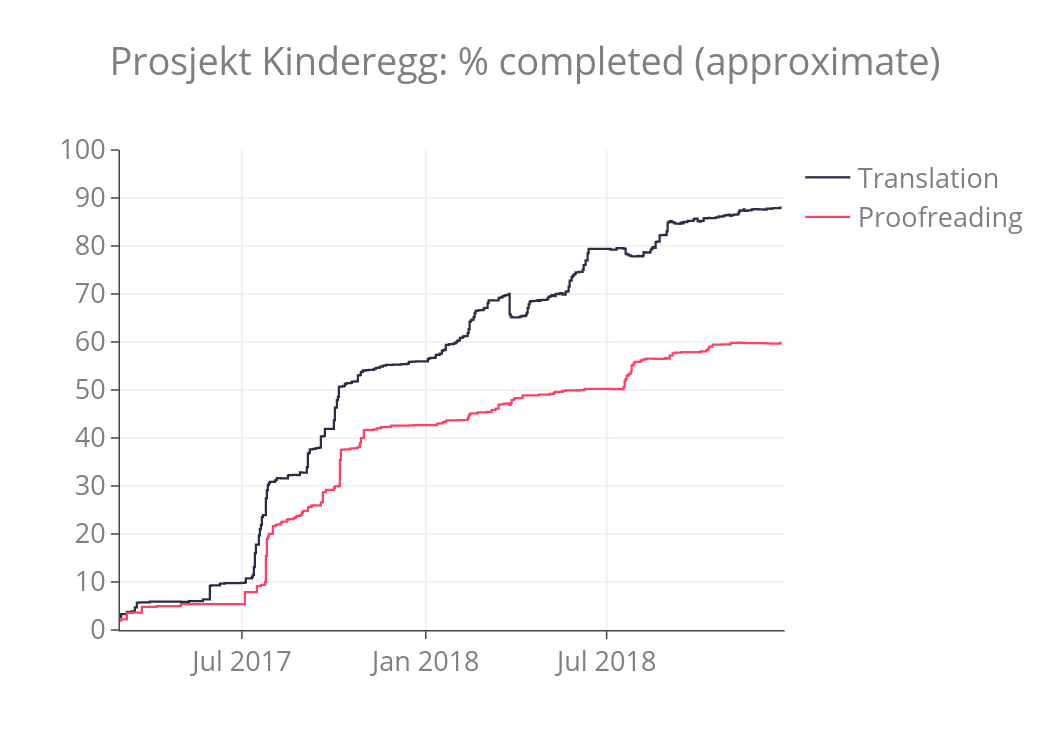 Prosjekt Kinderegg: % completed (approximate)
100
90
80
70
60
50
40
30
20
10
0
Jul 2017 Jan 2018 Jul 2018
Translation
Proofreading